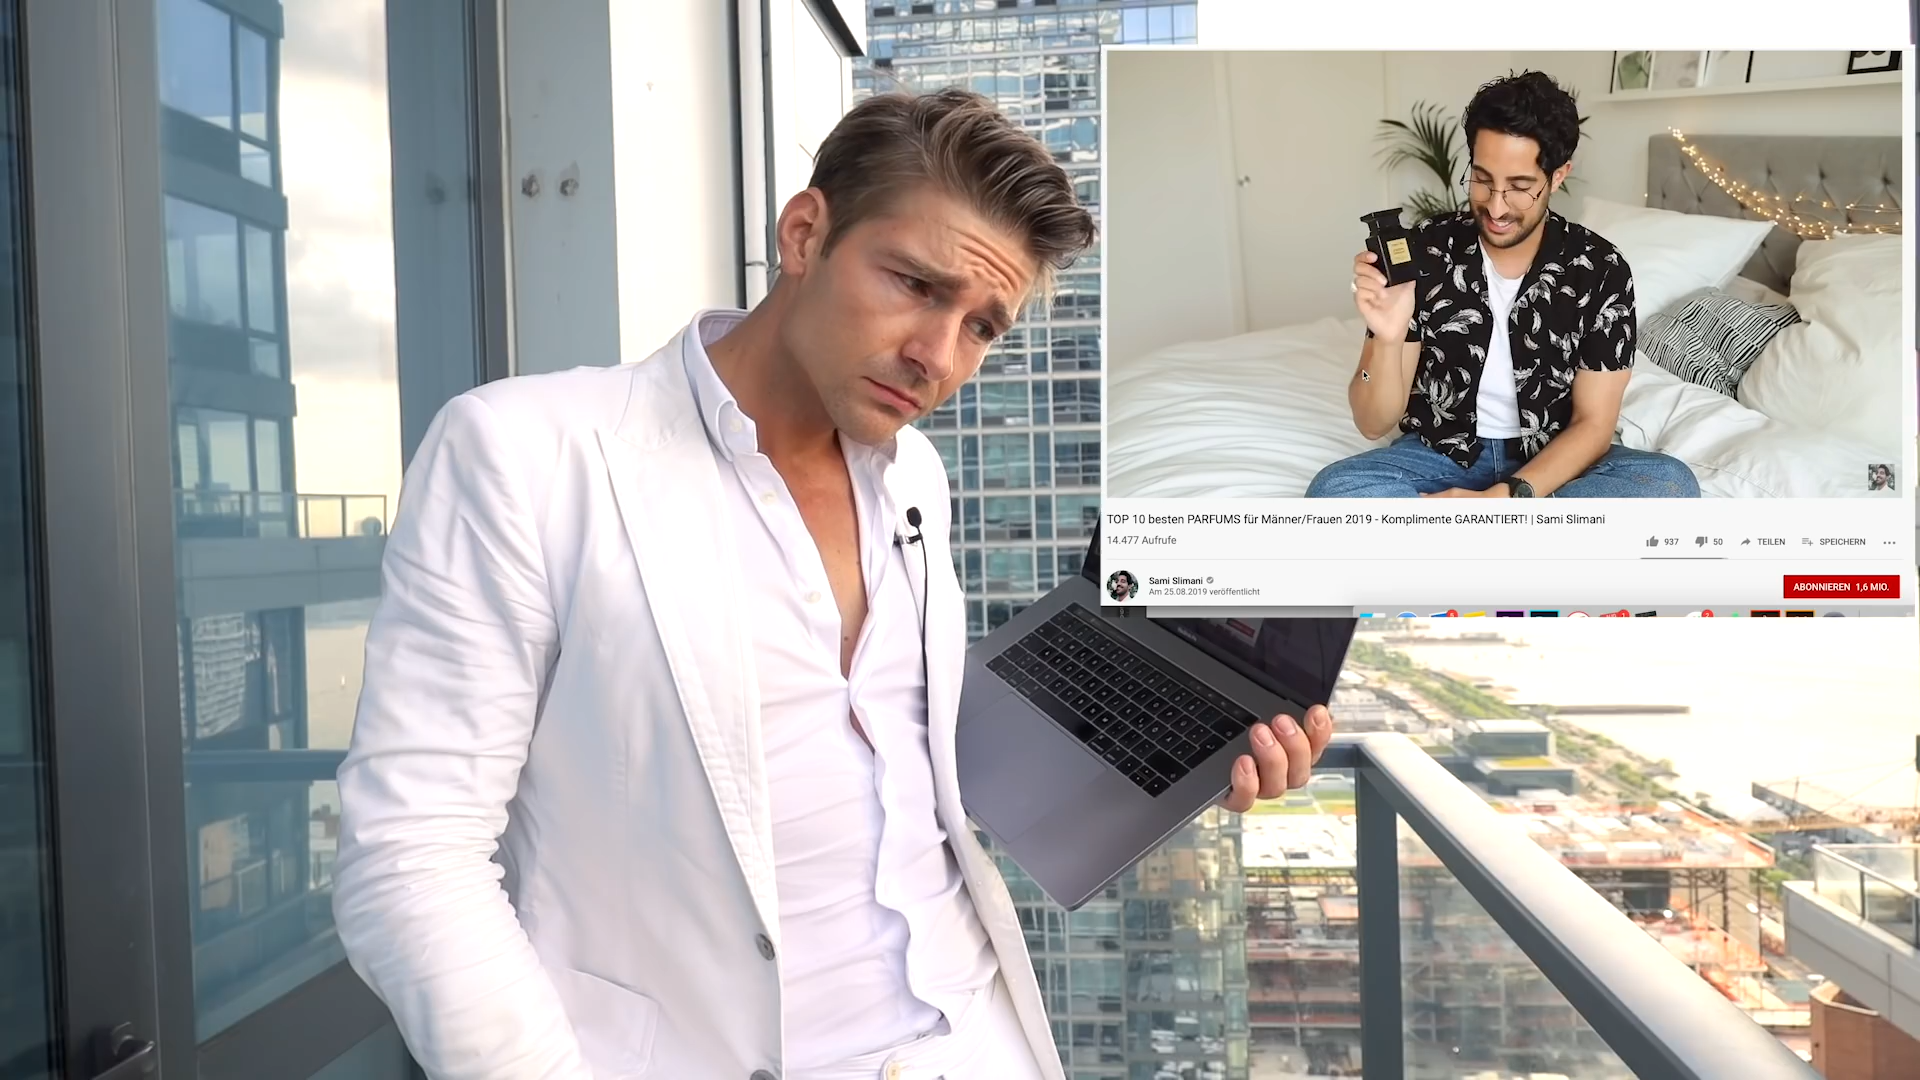 TOP 10 besten PARFUMS für Männer/Frauen 2019 - Komplimente GARANTIERT! | Sami Slimani
14.477 Aufrufe
937
50
TEILEN
SPEICHERN
Sami Slimani
Am 25.08.2019 veröffentlicht
ABONNIEREN 1,6 MIO.